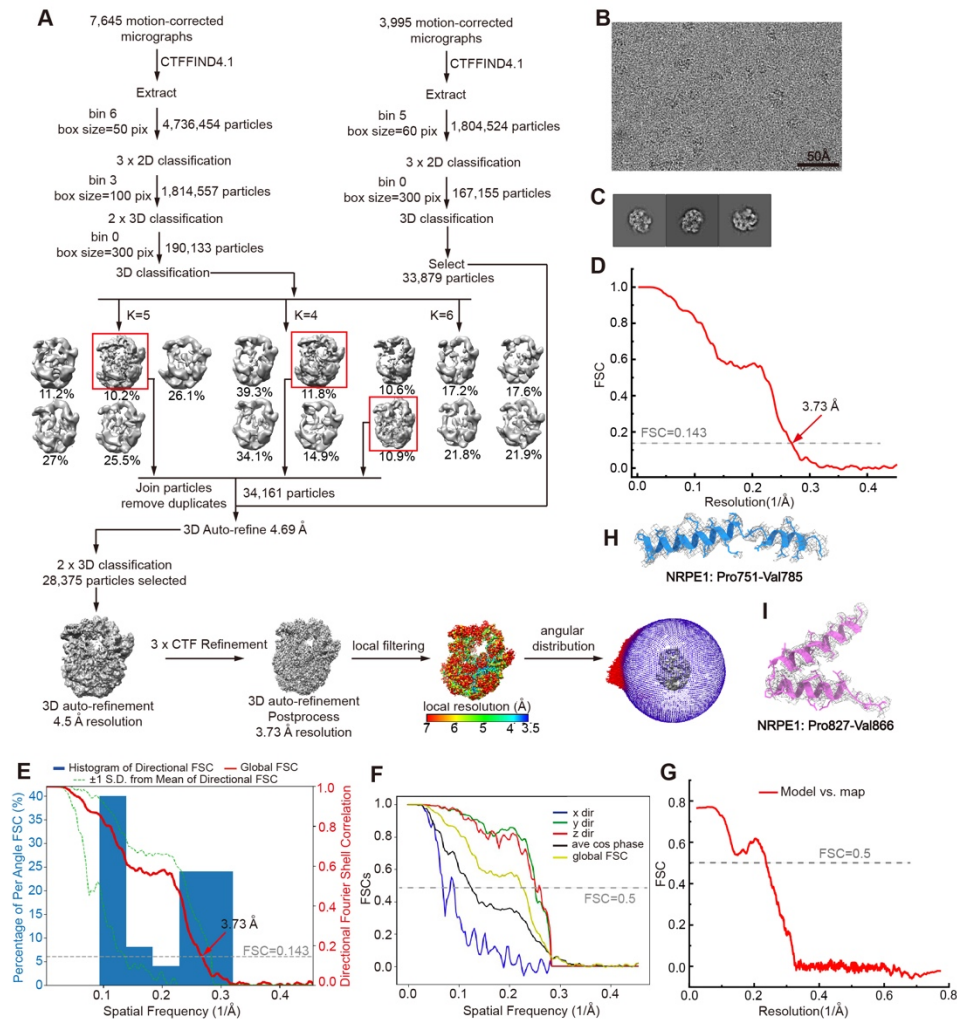 A
7,645 motion-corrected
micrographs
CTFFIND4.1
Extract
bin 6
box size=50 pix
4,736,454 particles
3 x 2D classification
bin 3
box size=100 pix
1,814,557 particles
2 x 3D classification
bin 0
box size=300 pix
190,133 particles
3D classification
3,995 motion-corrected
micrographs
CTFFIND4.1
Extract
bin 5
box size=60 pix
1,804,524 particles
3 x 2D classification
bin 0
box size=300 pix
167,155 particles
3D classification
Select
33,879 particles
K=5
K=4
K=6
11.2%
10.2%
26.1%
39.3%
11.8%
10.6%
17.2%
17.6%
27%
25.5%
34.1%
14.9%
10.9%
21.8%
21.9%
Join particles
remove duplicates
34,161 particles
3D Auto-refine 4.69 Å
2 x 3D classification
28,375 particles selected
3D auto-refinement
4.5 Å resolution
3 x CTF Refinement
3D auto-refinement
Postprocess
3.73 Å resolution
local filtering
local resolution (Å)
7 6 5 4 3.5
angular
distribution
B
50Å
C
D
FSC
1.0
0.8
0.6
0.4
0.2
0.0
3.73 Å
FSC=0.143
0.0 0.1 0.2 0.3 0.4
Resolution(1/Å)
H
NRPE1: Pro751-Val785
I
NRPE1: Pro827-Val866
E
Histogram of Directional FSC
Global FSC
±1 S.D. from Mean of Directional FSC
Percentage of Per Angle FSC (%)
40
35
30
25
20
15
10
5
0
3.73 Å
FSC=0.143
1.0
0.8
0.6
0.4
0.2
0.0
Directional Fourier Shell Correlation
0.1 0.2 0.3 0.4
Spatial Frequency (1/Å)
F
FSCs
1.0
0.8
0.6
0.4
0.2
0.0
x dir
y dir
z dir
ave cos phase
global FSC
FSC=0.5
0.0 0.1 0.2 0.3 0.4
Spatial Frequency (1/Å)
G
Model vs. map
FSC
0.8
0.6
0.4
0.2
0.0
FSC=0.5
0.0 0.2 0.4 0.6 0.8
Resolution(1/Å)